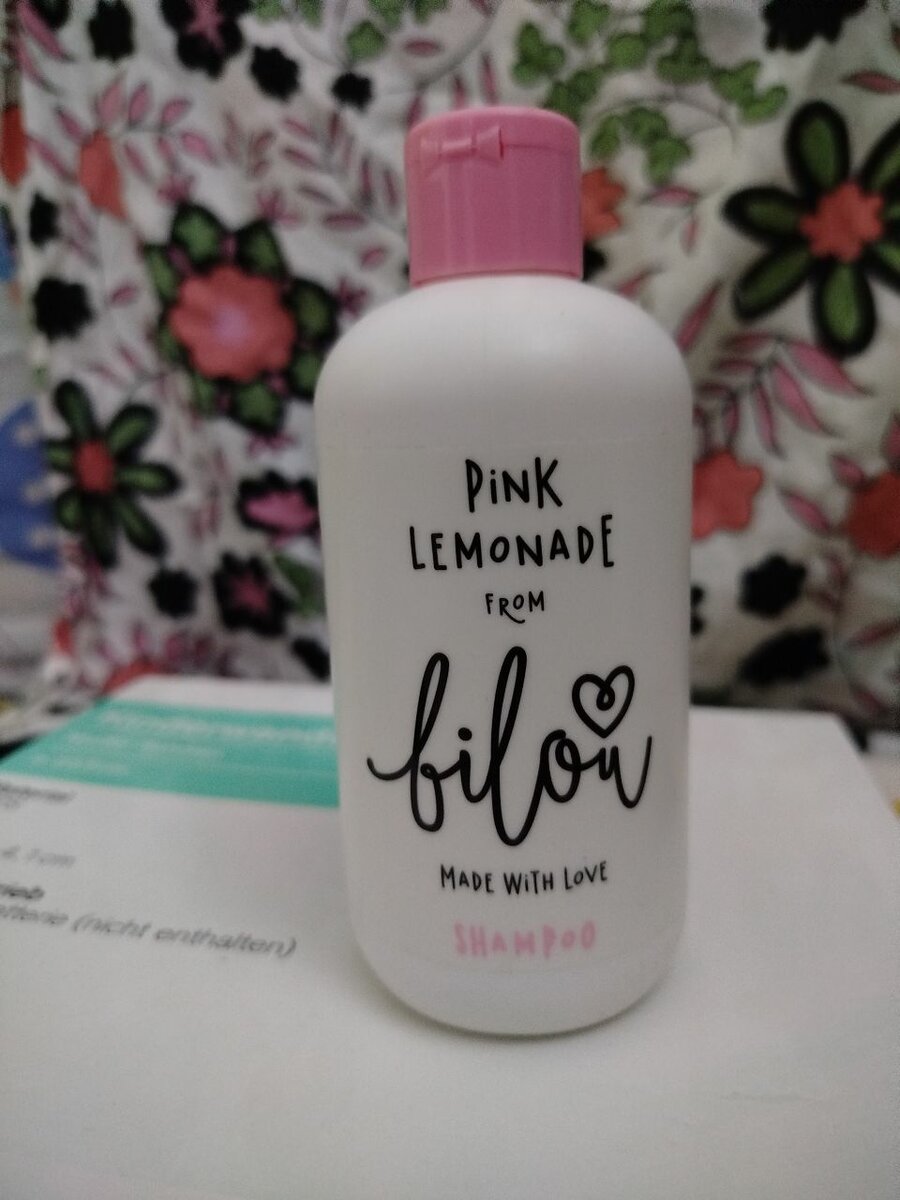 PiNK
LEMONADE
FROM
bilou
MADE WiTH LOVE
SHAMPOO
(nicht enthalten)